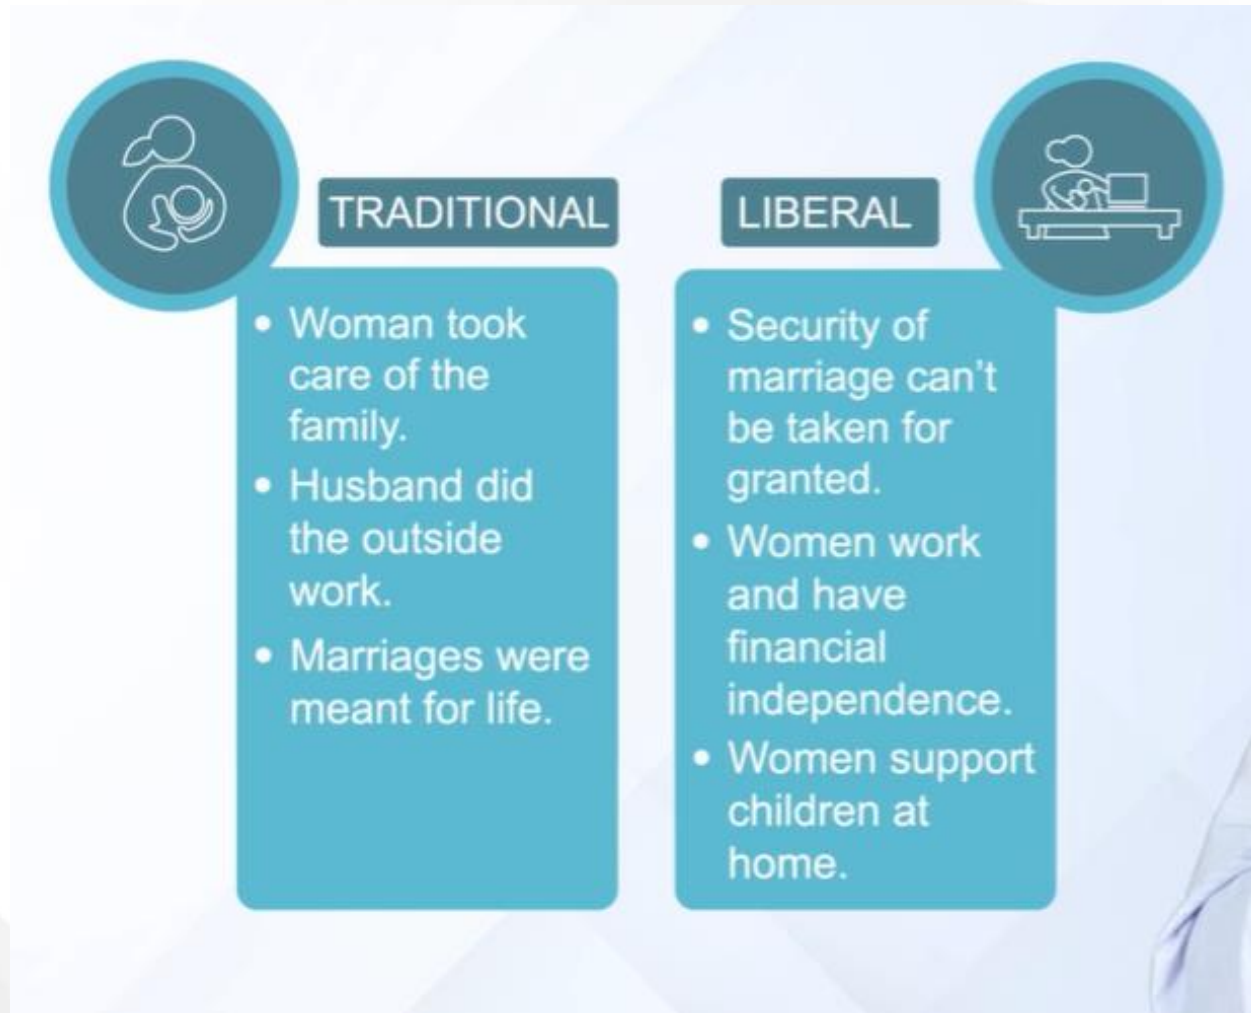 TRADITIONAL
• Woman took
care of the
family.
• Husband did
the outside
work.
• Marriages were
meant for life.
LIBERAL
• Security of
marriage can't
be taken for
granted.
• Women work
and have
financial
independence.
• Women support
children at
home.